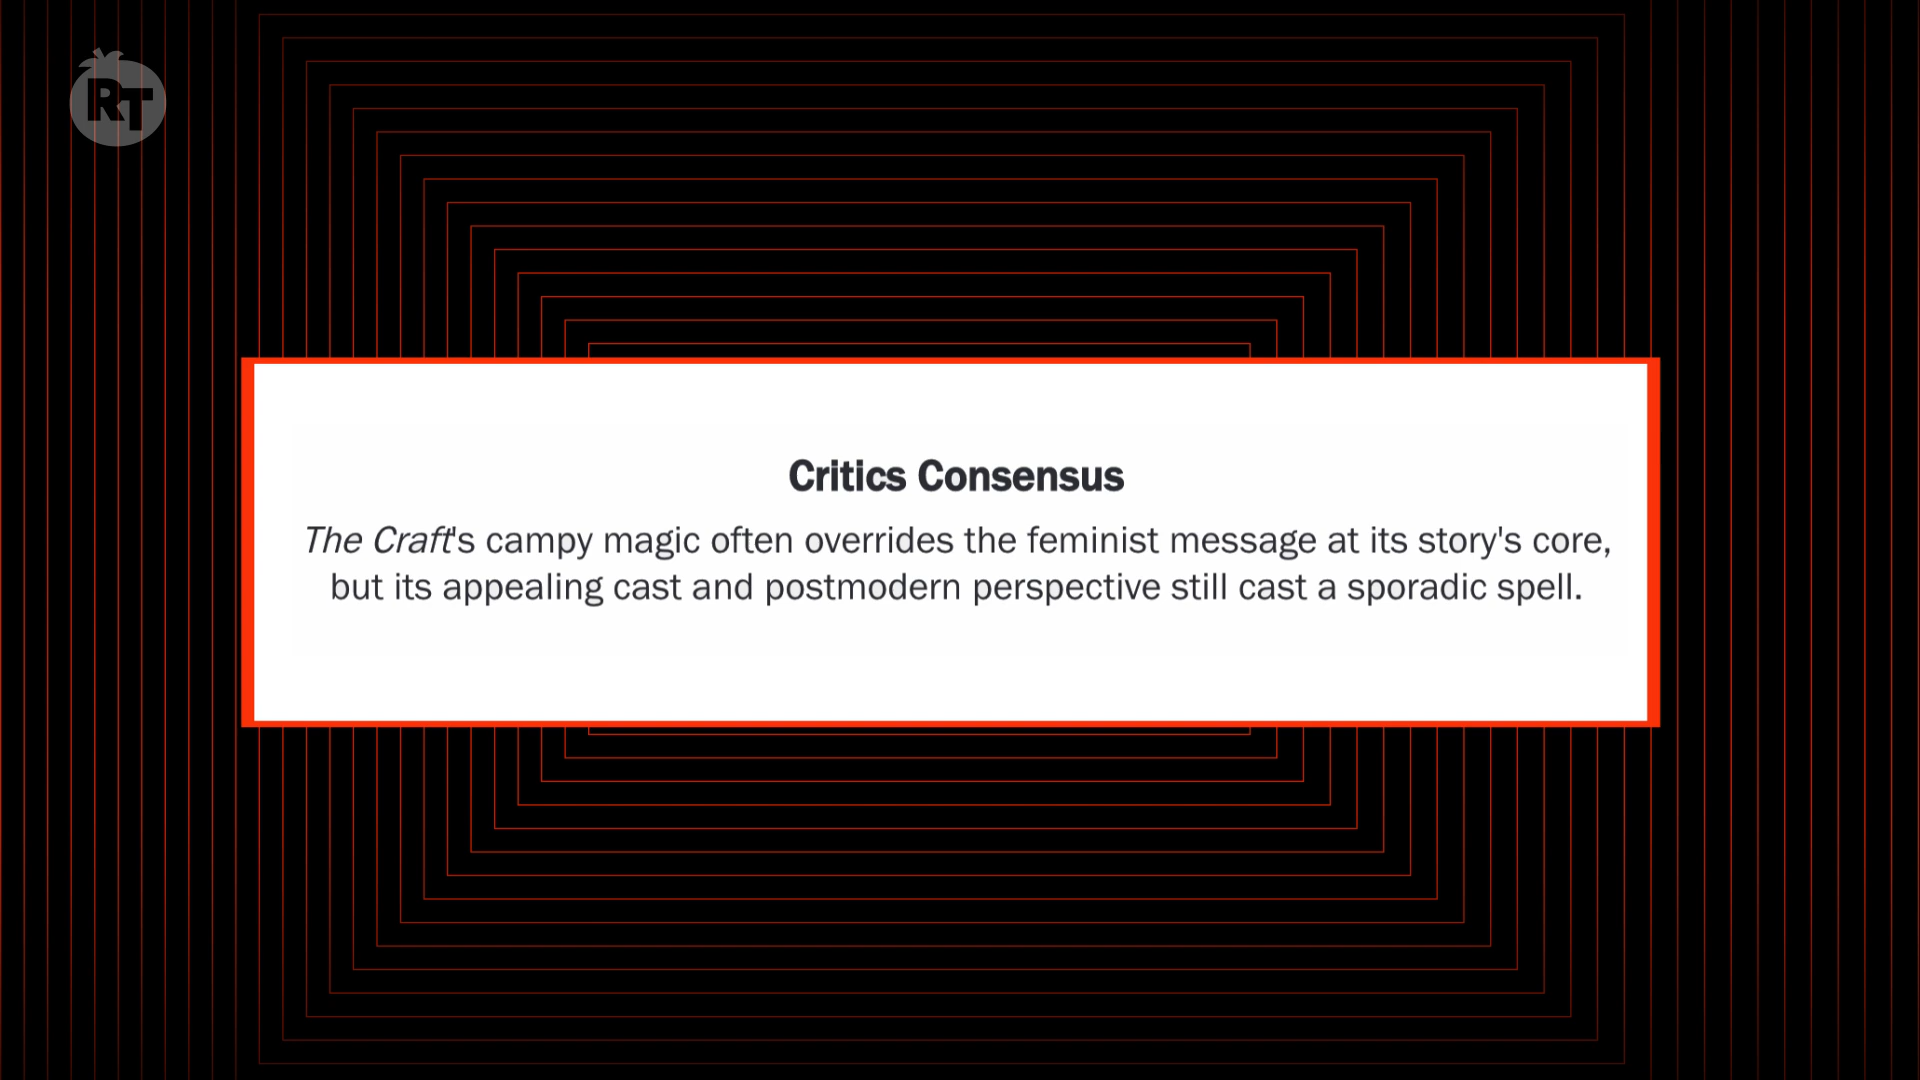 RT
Critics Consensus
The Craft's campy magic often overrides the feminist message at its story's core,
but its appealing cast and postmodern perspective still cast a sporadic spell.